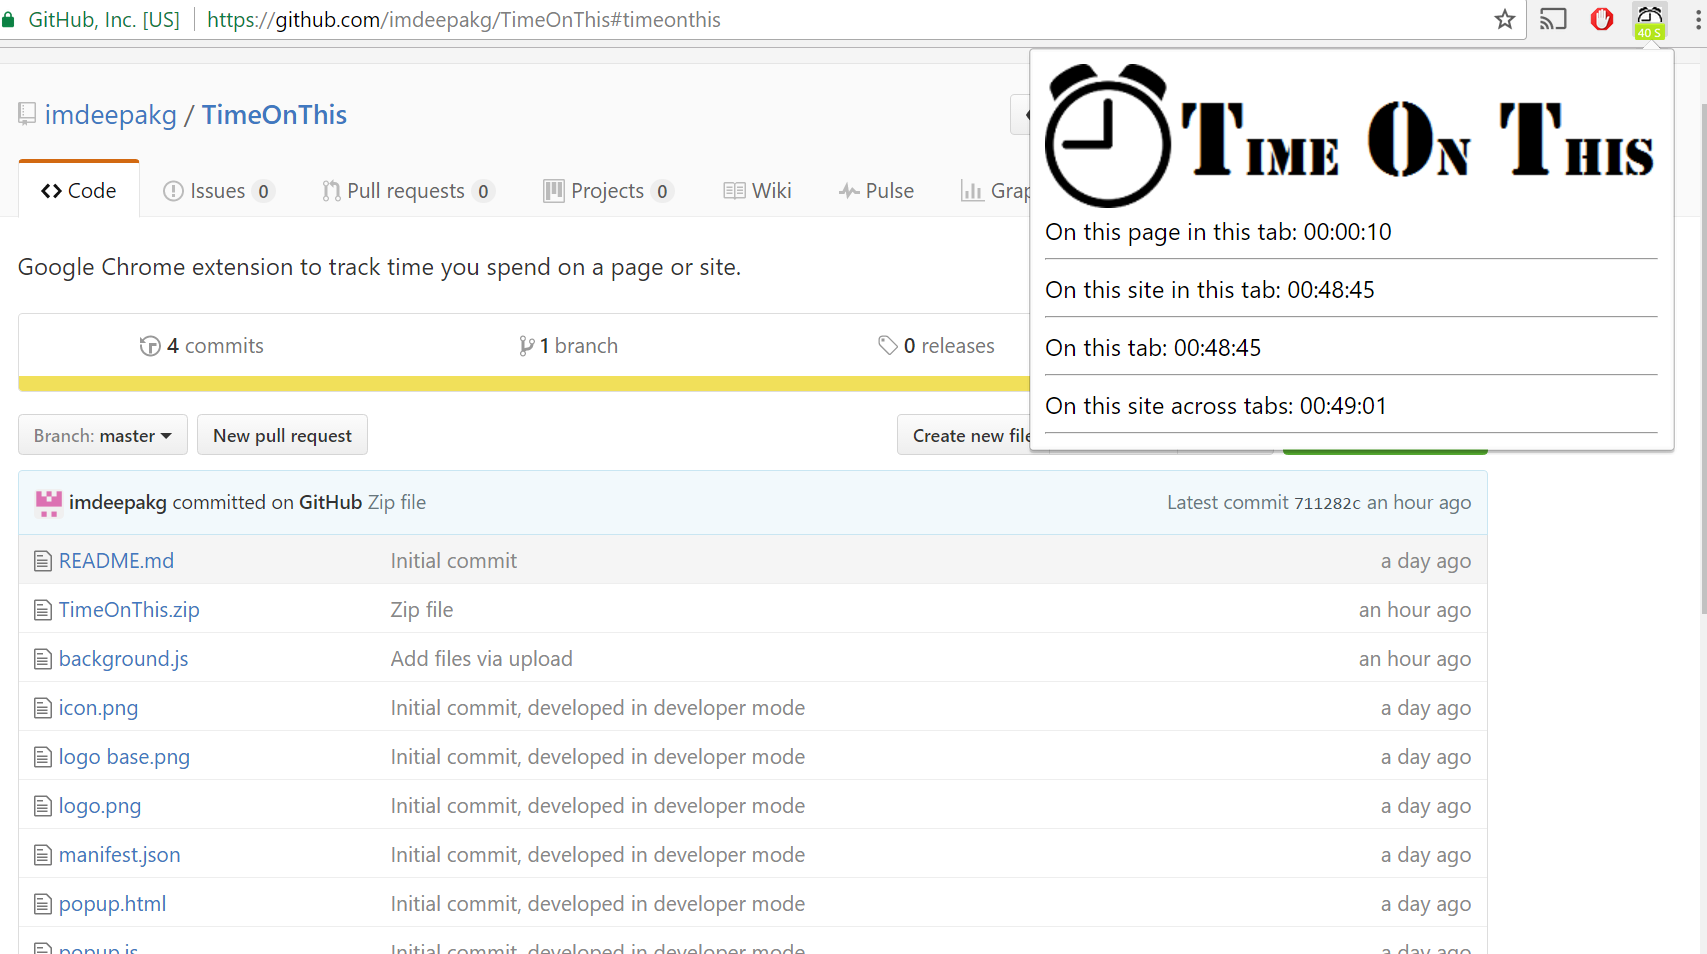 GitHub, Inc. [US] https://github.com/imdeepakg/TimeOnThis#timeonthis
40 S
imdeepakg / TimeOnThis
Code Issues 0 Pull requests 0 Projects 0 Wiki Pulse
Google Chrome extension to track time you spend on a page or site.
4 commits 1 branch 0 releases
Branch: master New pull request Create new
imdeepakg committed on GitHub Zip file Latest commit 711282c an hour ago
README.md Initial commit a day ago
TimeOnThis.zip Zip file an hour ago
background.js Add files via upload an hour ago
icon.png Initial commit, developed in developer mode a day ago
logo base.png Initial commit, developed in developer mode a day ago
logo.png Initial commit, developed in developer mode a day ago
manifest.json Initial commit, developed in developer mode a day ago
popup.html Initial commit, developed in developer mode a day ago
popup.js Initial commit, developed in developer mode a day ago
TIME ON THIS
On this page in this tab: 00:00:10
On this site in this tab: 00:48:45
On this tab: 00:48:45
On this site across tabs: 00:49:01